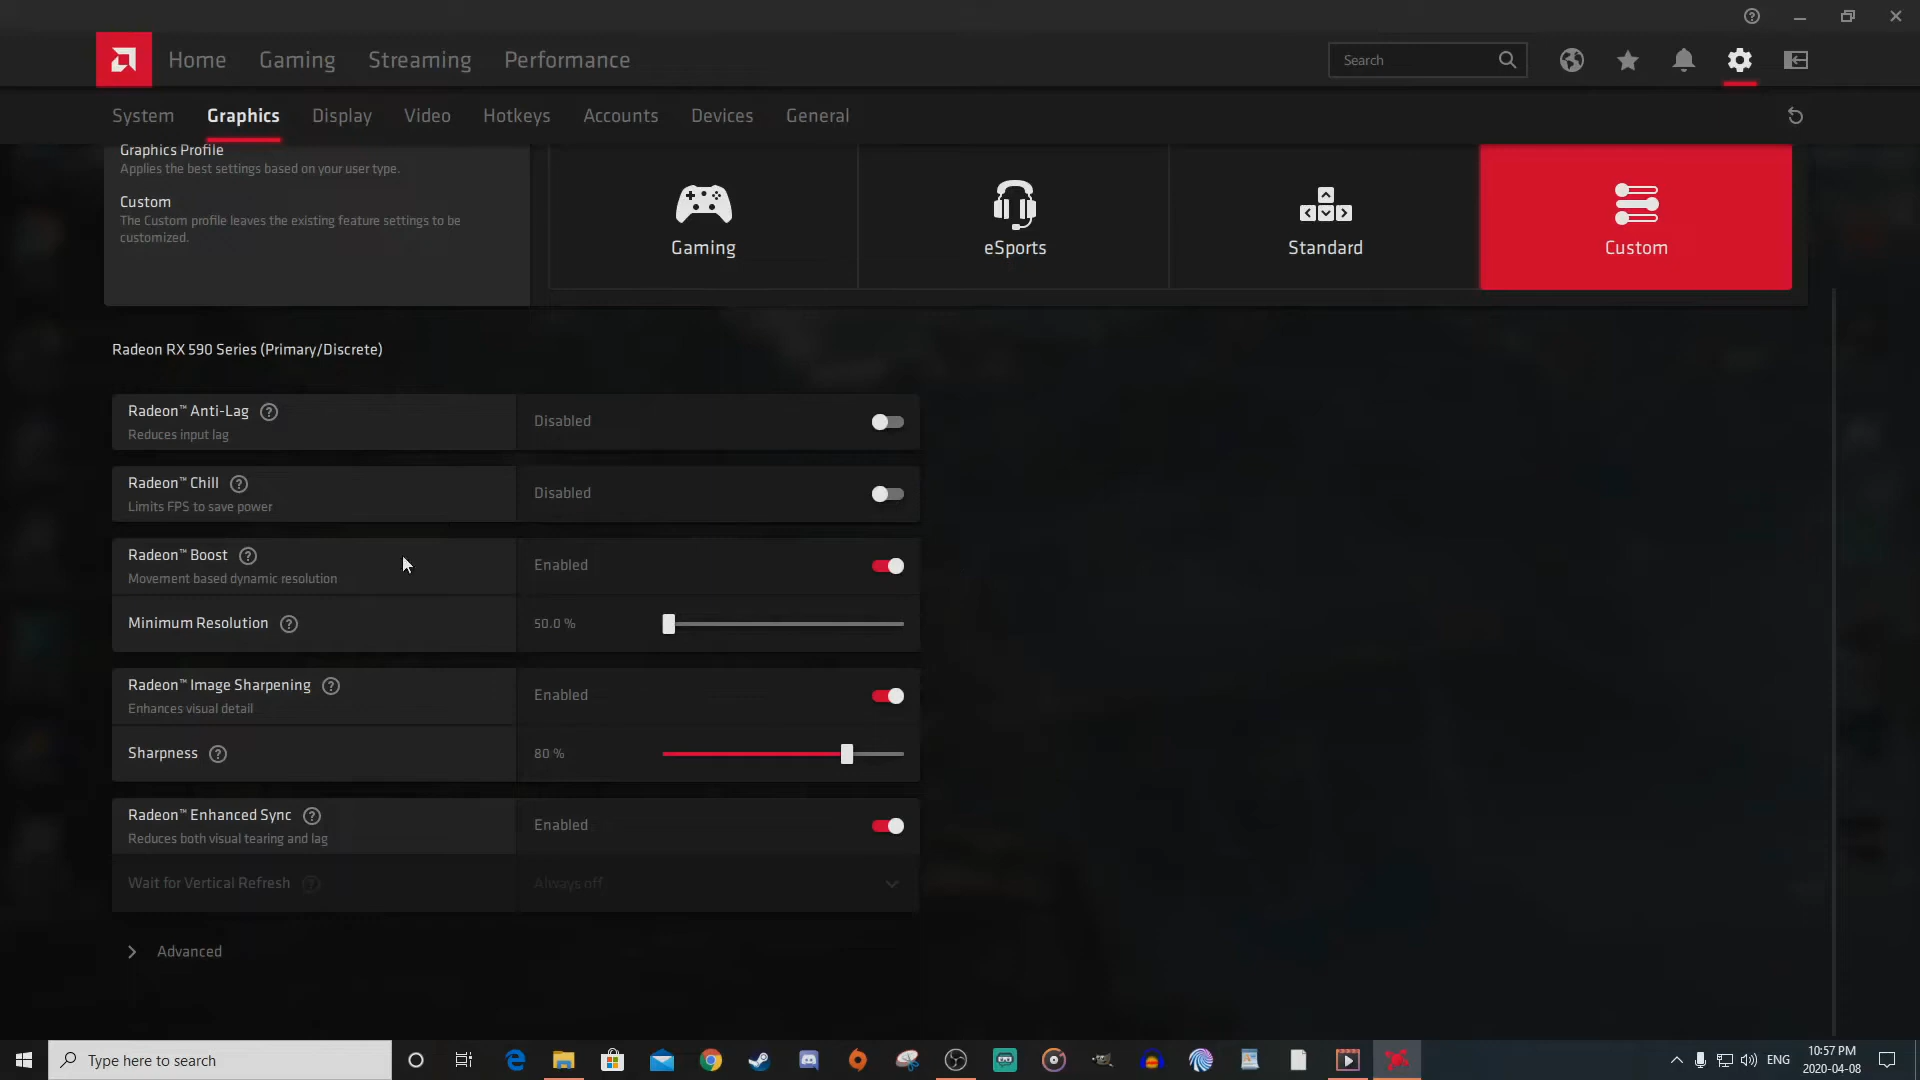 Home Gaming Streaming Performance Search
System Graphics Display Video Hotkeys Accounts Devices General
Graphics Profile
Applies the best settings based on your user type.
Custom
The Custom profile leaves the existing feature settings to be
customized.
Gaming eSports Standard Custom
Radeon RX 590 Series (Primary/Discrete)
Radeon™ Anti-Lag Disabled
Reduces input lag
Radeon™ Chill Disabled
Limits FPS to save power
Radeon™ Boost Enabled
Movement based dynamic resolution
Minimum Resolution 50.0 %
Radeon™ Image Sharpening Enabled
Enhances visual detail
Sharpness 80 %
Radeon™ Enhanced Sync Enabled
Reduces both visual tearing and lag
Wait for Vertical Refresh Always off
Advanced
Type here to search ENG 10:57 PM
2020-04-08